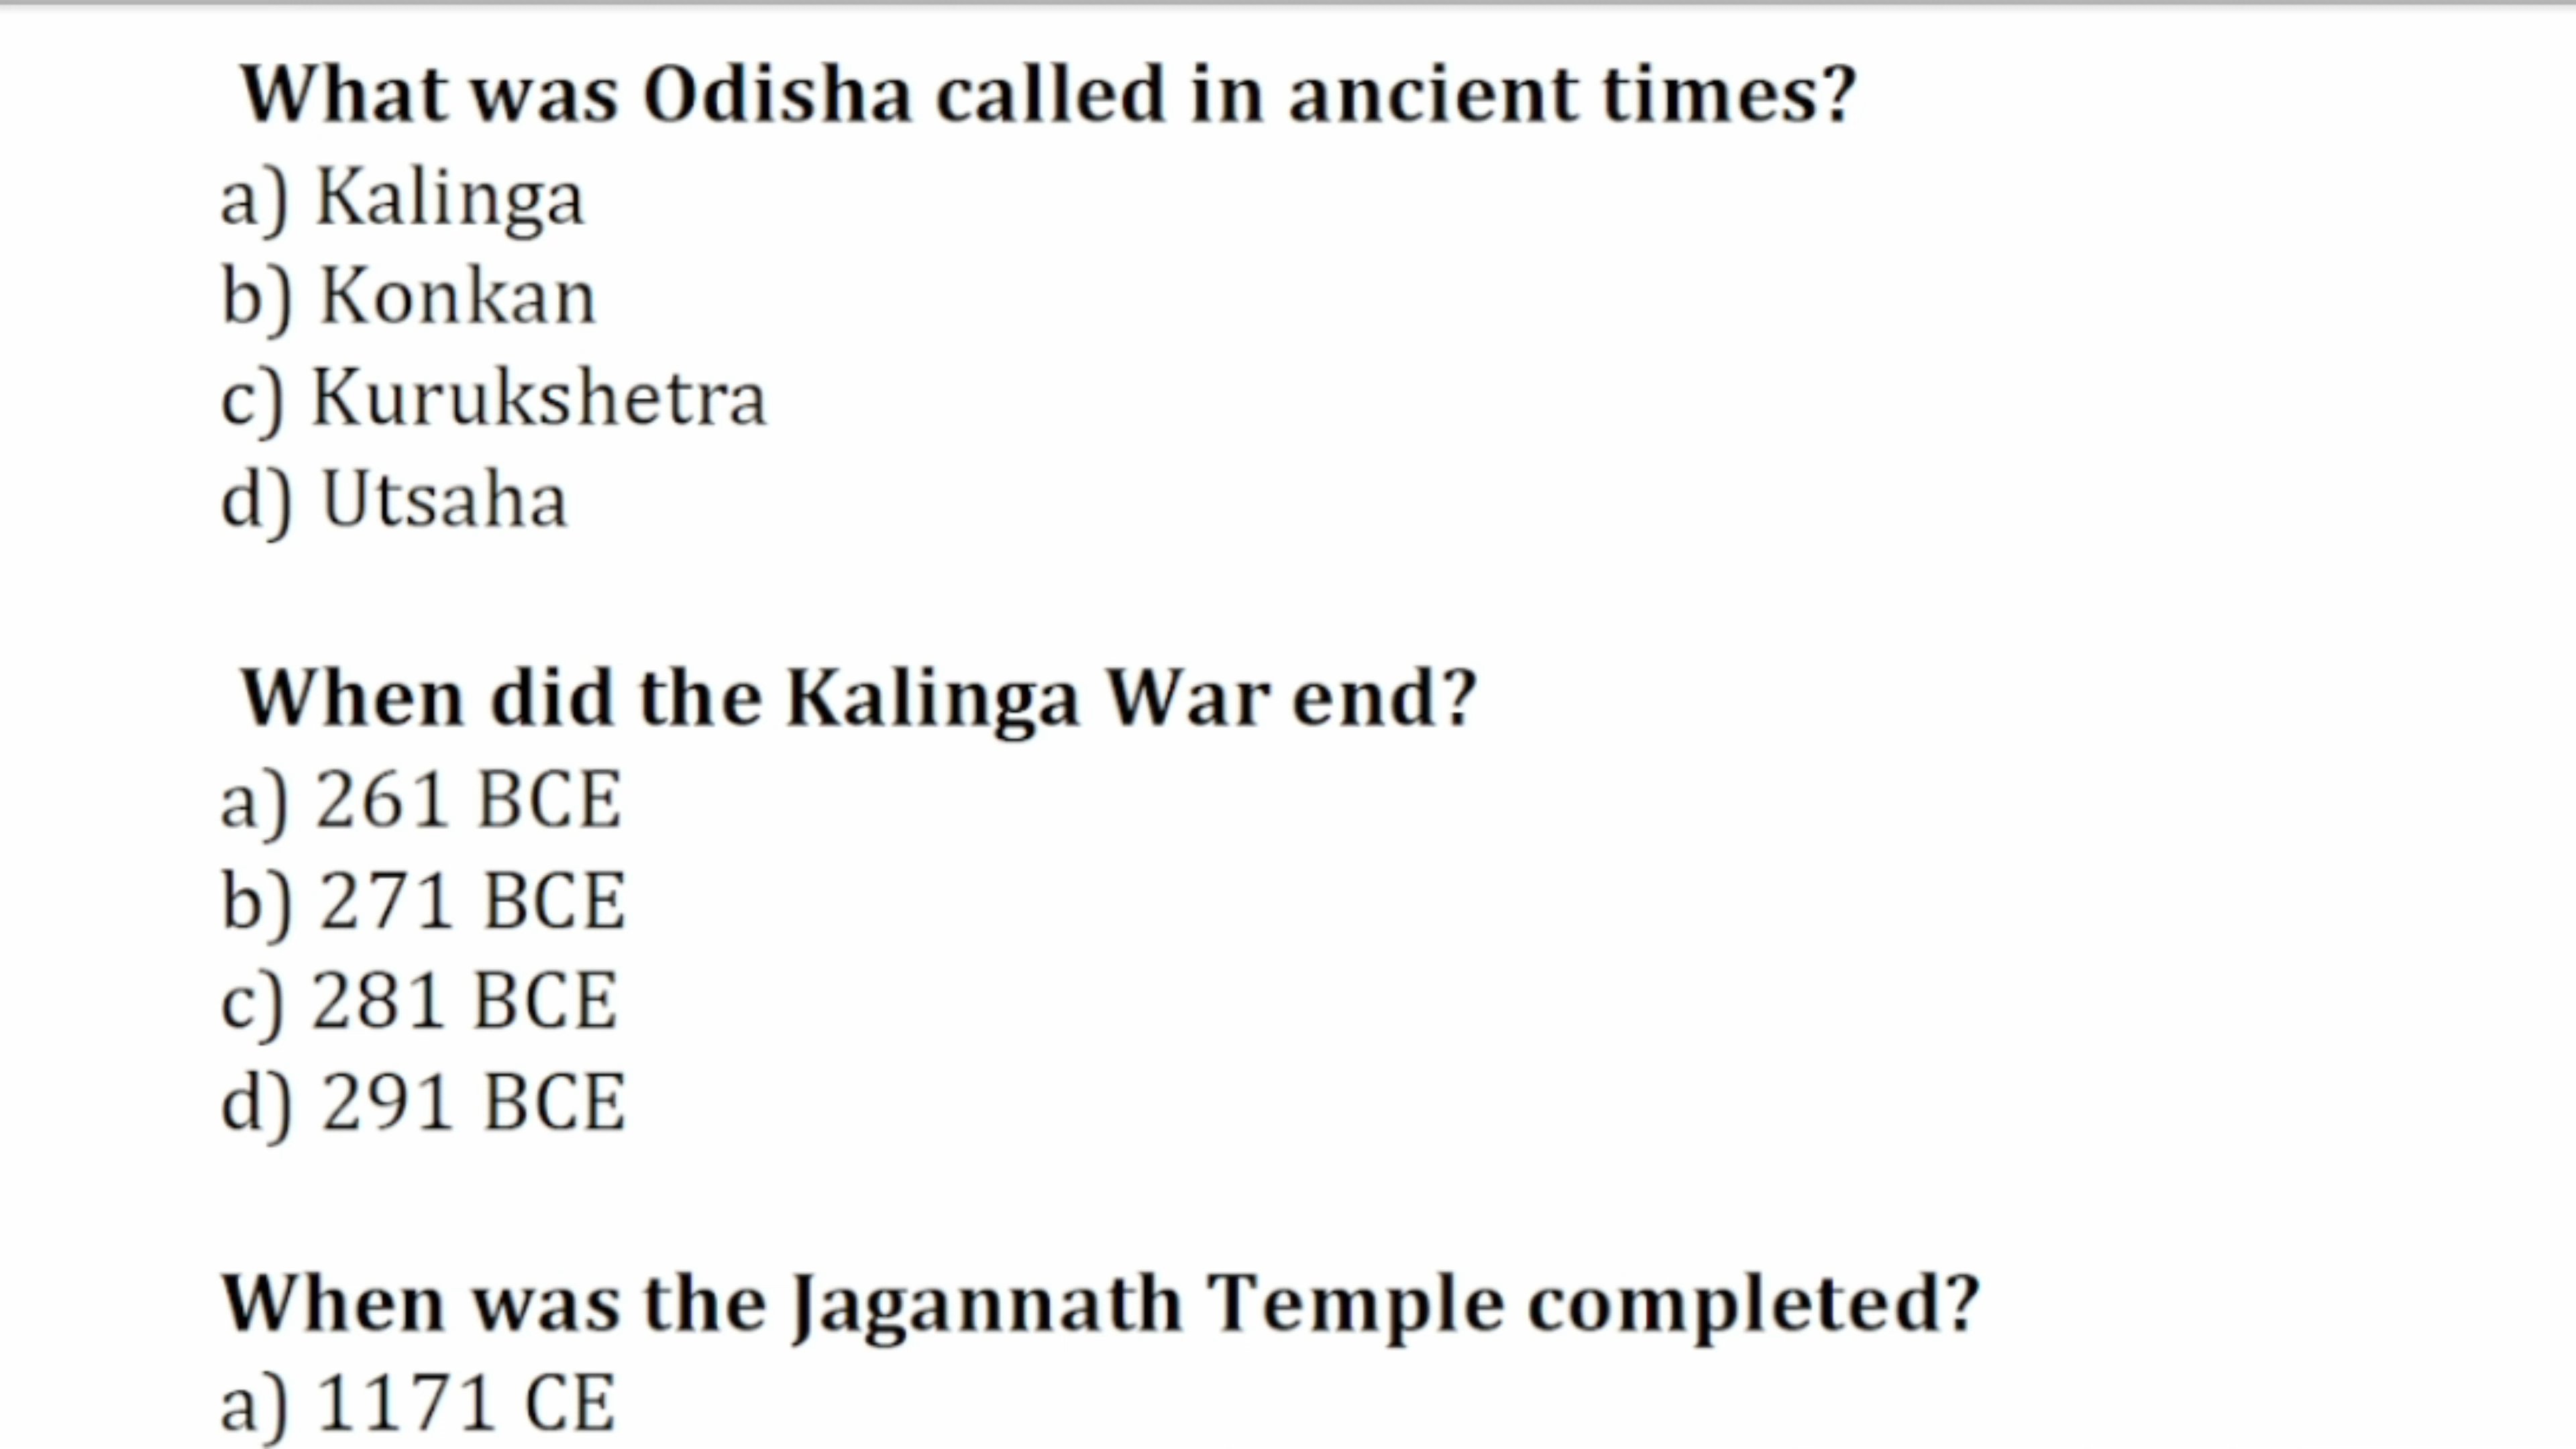 What was Odisha called in ancient times?
a) Kalinga
b) Konkan
c) Kurukshetra
d) Utsaha
When did the Kalinga War end?
a) 261 BCE
b) 271 BCE
c) 281 BCE
d) 291 BCE
When was the Jagannath Temple completed?
a) 1171 CE